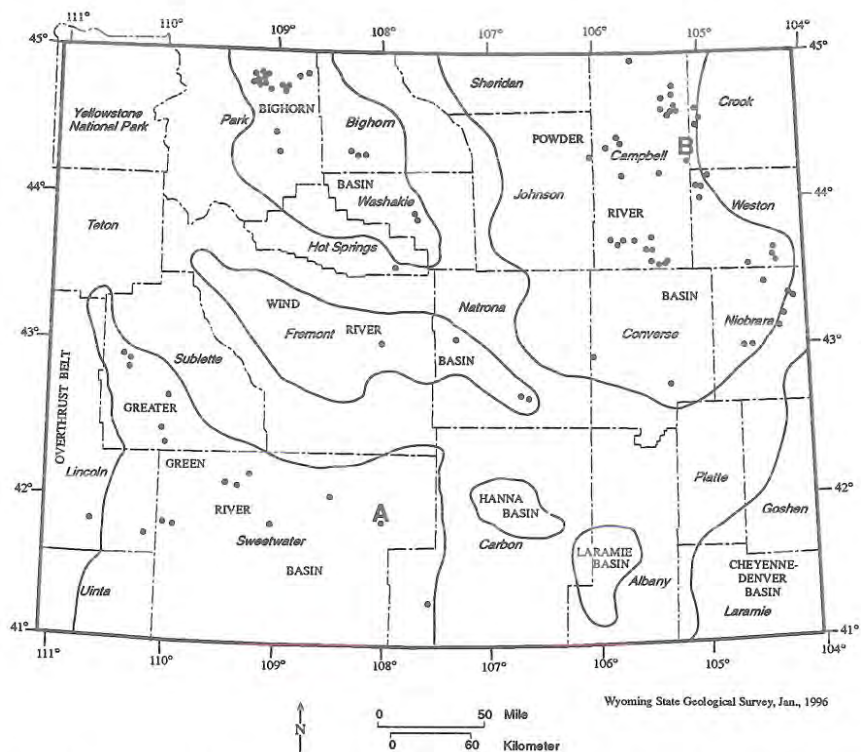 111°
110°
109°
108°
107°
106°
105°
104°
45°
45°
Yellowstone
National Park
Park
BIGHORN
Bighorn
Sheridan
Crook
POWDER
Campbell
B
BASIN
Washakie
Johnson
44°
44°
Weston
Teton
RIVER
Hot Springs
WIND
Natrona
BASIN
Fremont
RIVER
Converse
Niobrara
43°
43°
Sublette
BASIN
OVERTHRUST BELT
GREATER
Lincoln
GREEN
Platte
42°
42°
HANNA
BASIN
Goshen
RIVER
A
Sweetwater
Carbon
LARAMIE
BASIN
CHEYENNE-
DENVER
BASIN
BASIN
Uinta
Albany
Laramie
41°
41°
111°
110°
109°
108°
107°
106°
105°
104°
Wyoming State Geological Survey, Jan., 1996
N
0 50 Mile
0 60 Kilometer